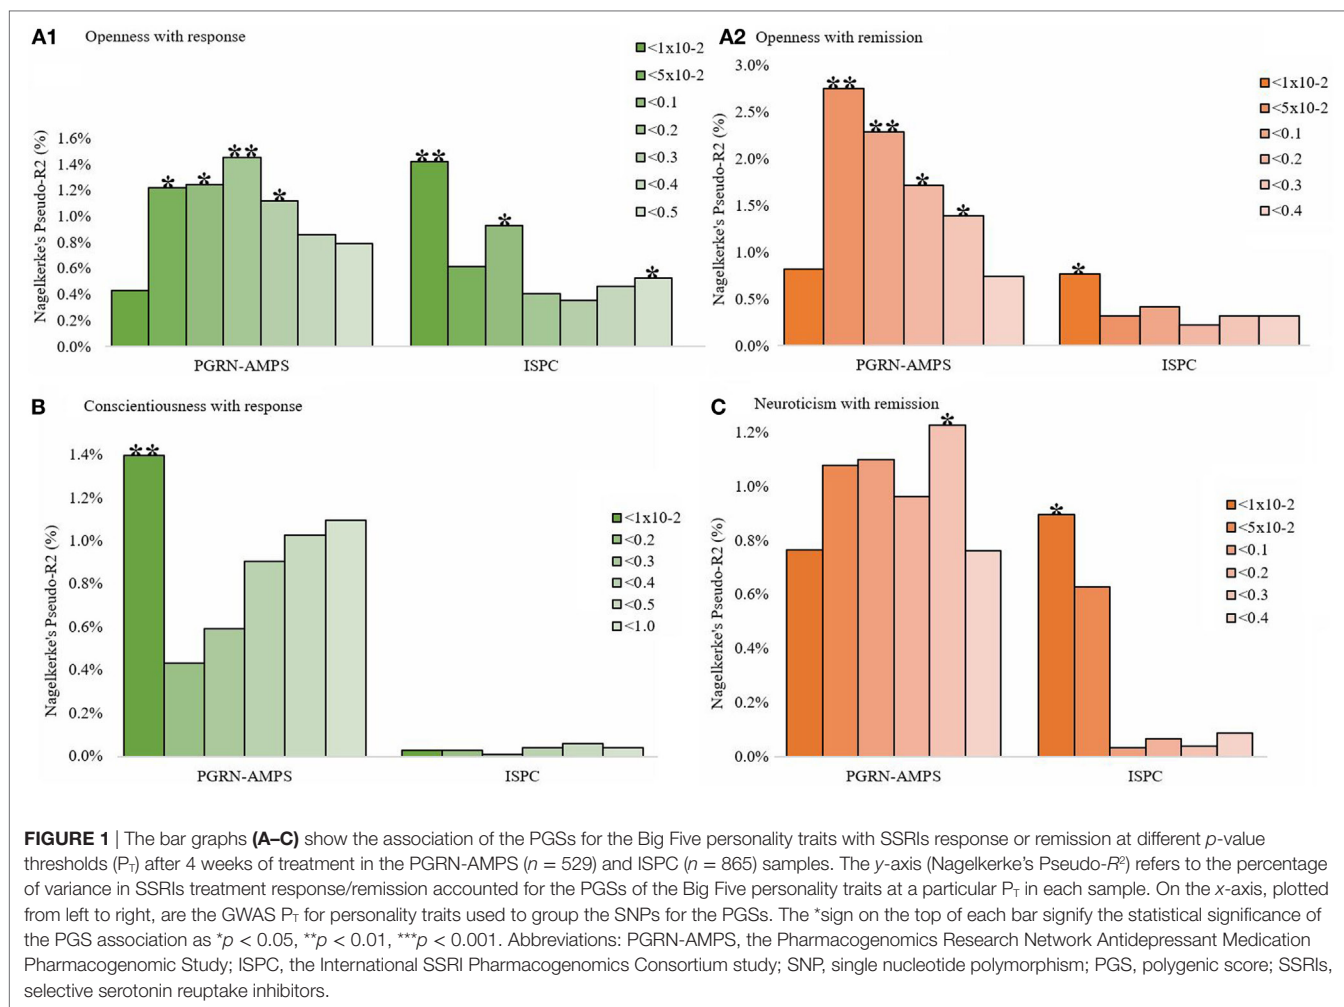 A1 Openness with response
Nagelkerke's Pseudo-R2 (%)
1.6%
1.4%
1.2%
1.0%
0.8%
0.6%
0.4%
0.2%
0.0%
* * ** * ** * *
PGRN-AMPS ISPC
<1x10-2
<5x10-2
<0.1
<0.2
<0.3
<0.4
<0.5
A2 Openness with remission
Nagelkerke's Pseudo-R2 (%)
3.0%
2.5%
2.0%
1.5%
1.0%
0.5%
0.0%
** ** * * *
PGRN-AMPS ISPC
<1x10-2
<5x10-2
<0.1
<0.2
<0.3
<0.4
B Conscientiousness with response
Nagelkerke's Pseudo-R2 (%)
1.4%
1.2%
1.0%
0.8%
0.6%
0.4%
0.2%
0.0%
**
PGRN-AMPS ISPC
<1x10-2
<0.2
<0.3
<0.4
<0.5
<1.0
C Neuroticism with remission
Nagelkerke's Pseudo-R2 (%)
1.2%
1.0%
0.8%
0.6%
0.4%
0.2%
0.0%
* *
PGRN-AMPS ISPC
<1x10-2
<5x10-2
<0.1
<0.2
<0.3
<0.4
FIGURE 1 | The bar graphs (A–C) show the association of the PGSs for the Big Five personality traits with SSRIs response or remission at different p-value
thresholds (PT) after 4 weeks of treatment in the PGRN-AMPS (n = 529) and ISPC (n = 865) samples. The y-axis (Nagelkerke's Pseudo-R²) refers to the percentage
of variance in SSRIs treatment response/remission accounted for the PGSs of the Big Five personality traits at a particular PT in each sample. On the x-axis, plotted
from left to right, are the GWAS PT for personality traits used to group the SNPs for the PGSs. The *sign on the top of each bar signify the statistical significance of
the PGS association as *p < 0.05, **p < 0.01, ***p < 0.001. Abbreviations: PGRN-AMPS, the Pharmacogenomics Research Network Antidepressant Medication
Pharmacogenomic Study; ISPC, the International SSRI Pharmacogenomics Consortium study; SNP, single nucleotide polymorphism; PGS, polygenic score; SSRIs,
selective serotonin reuptake inhibitors.